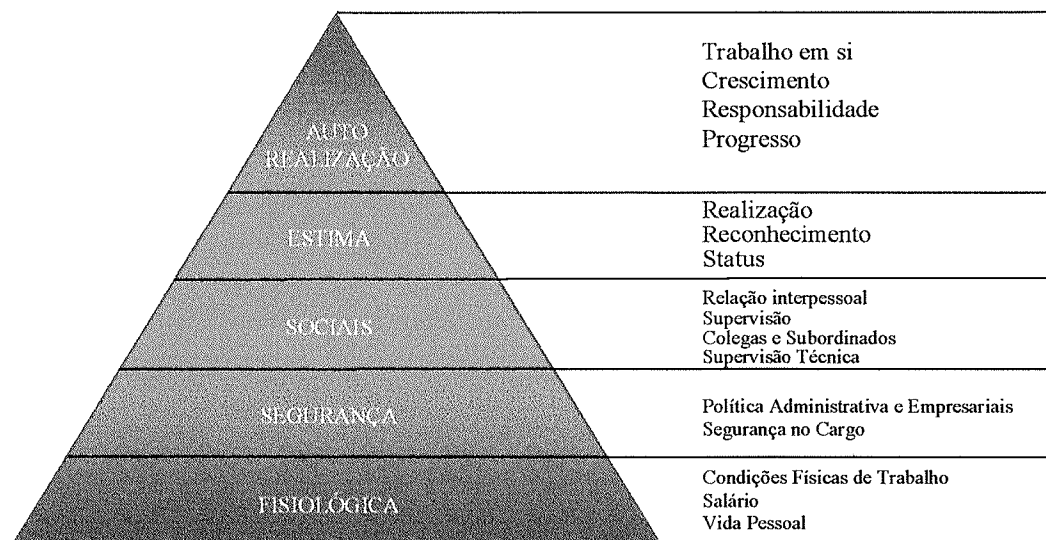 AUTO
REALIZAÇÃO
Trabalho em si
Crescimento
Responsabilidade
Progresso
ESTIMA
Realização
Reconhecimento
Status
SOCIAIS
Relação interpessoal
Supervisão
Colegas e Subordinados
Supervisão Técnica
SEGURANÇA
Política Administrativa e Empresariais
Segurança no Cargo
FISIOLÓGICA
Condições Físicas de Trabalho
Salário
Vida Pessoal